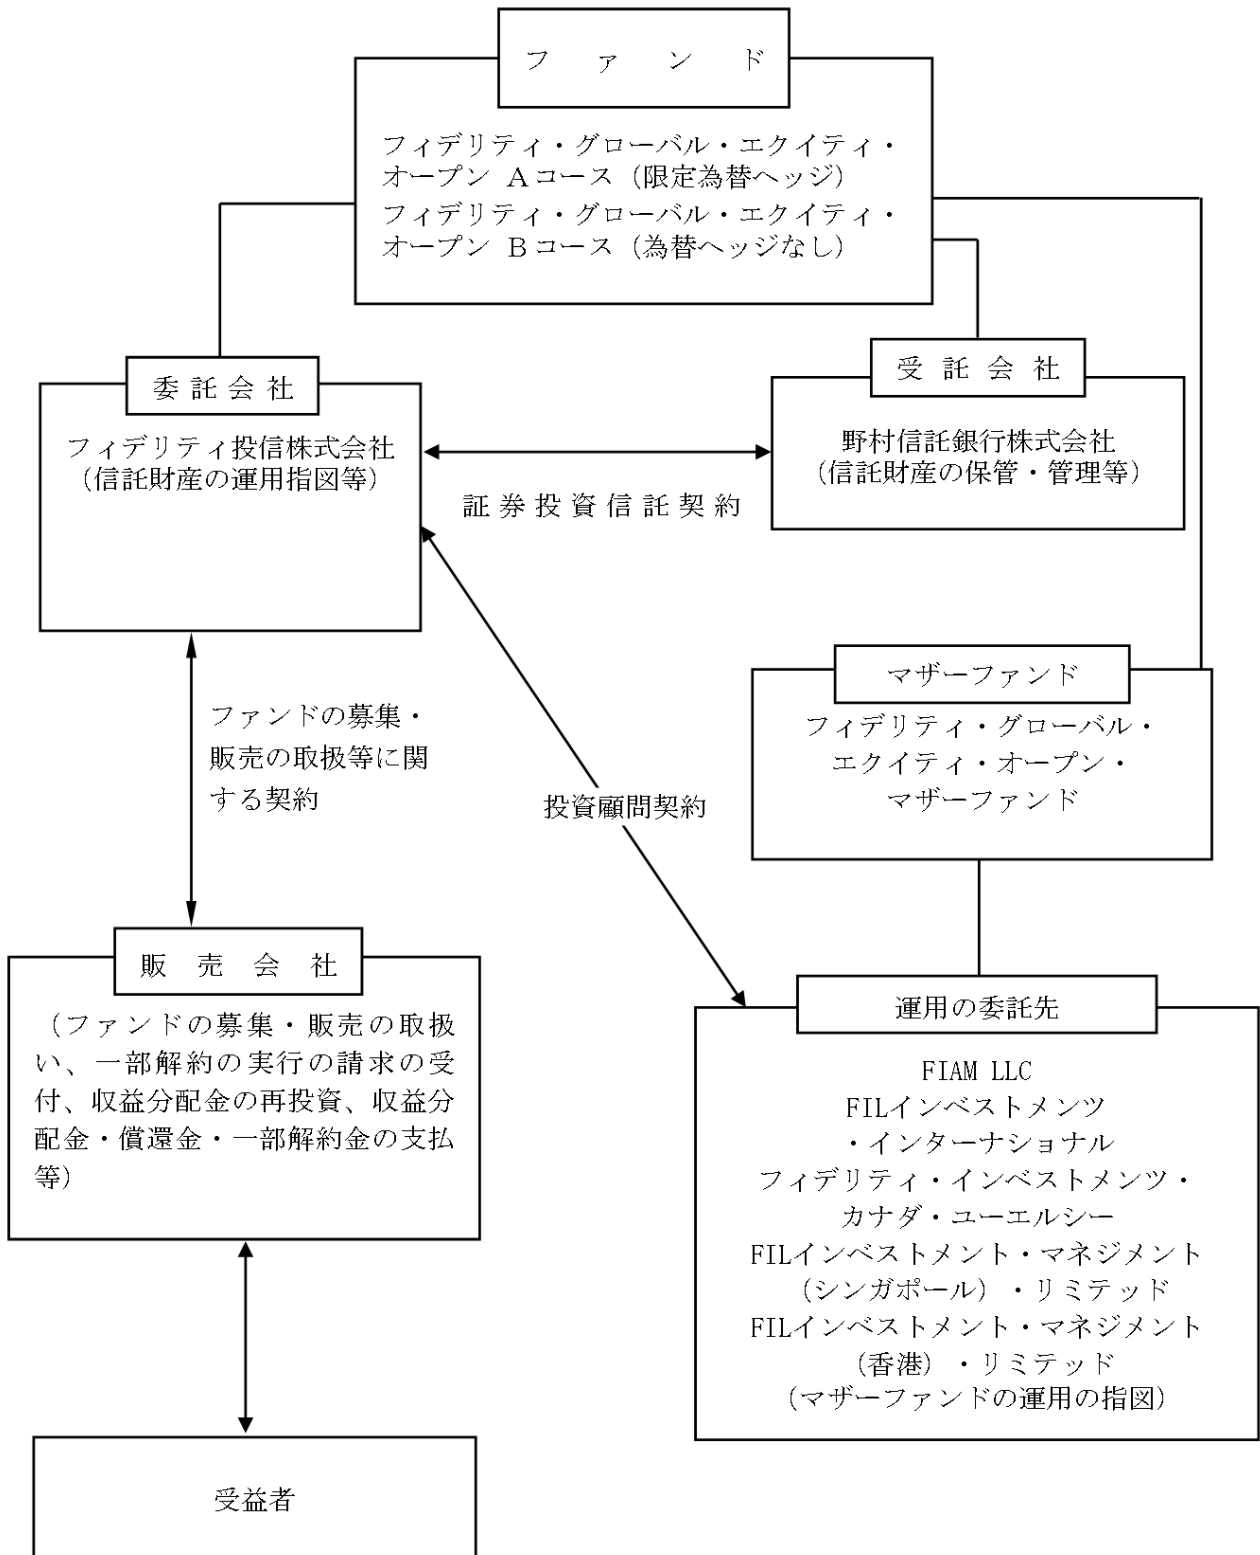 ファンド
フィデリティ・グローバル・エクイティ・
オープン Aコース（限定為替ヘッジ）
フィデリティ・グローバル・エクイティ・
オープン Bコース（為替ヘッジなし）
委託会社
フィデリティ投信株式会社
（信託財産の運用指図等）
受託会社
野村信託銀行株式会社
（信託財産の保管・管理等）
証券投資信託契約
マザーファンド
フィデリティ・グローバル・
エクイティ・オープン・
マザーファンド
ファンドの募集・
販売の取扱等に関
する契約
投資顧問契約
販売会社
（ファンドの募集・販売の取扱
い、一部解約の実行の請求の受
付、収益分配金の再投資、収益分
配金・償還金・一部解約金の支払
等）
運用の委託先
FIAM LLC
FILインベストメンツ
・インターナショナル
フィデリティ・インベストメンツ・
カナダ・ユーエルシー
FILインベストメント・マネジメント
（シンガポール）・リミテッド
FILインベストメント・マネジメント
（香港）・リミテッド
（マザーファンドの運用の指図）
受益者